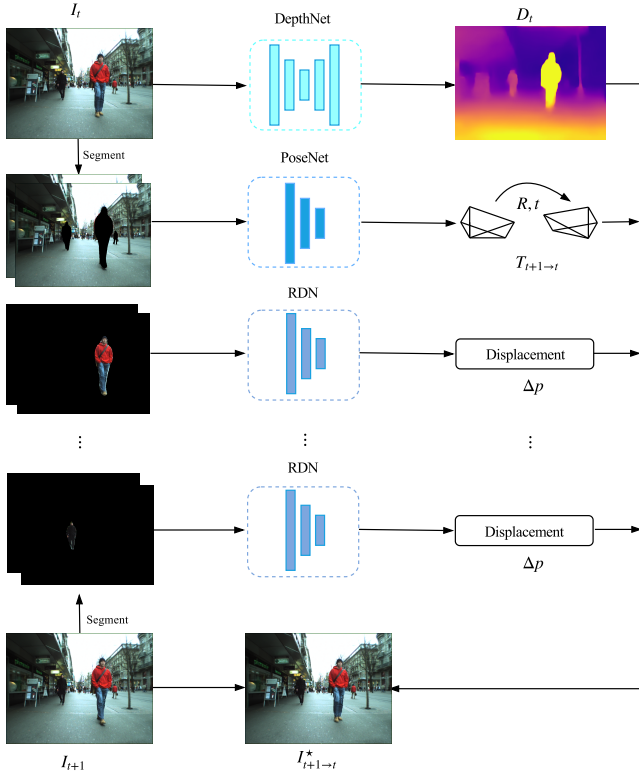 I_t
DepthNet
D_t
Segment
PoseNet
R, t
T_{t+1→t}
RDN
Displacement
Δp
⋮ ⋮ ⋮
RDN
Displacement
Δp
Segment
I_{t+1}
I^★_{t+1→t}